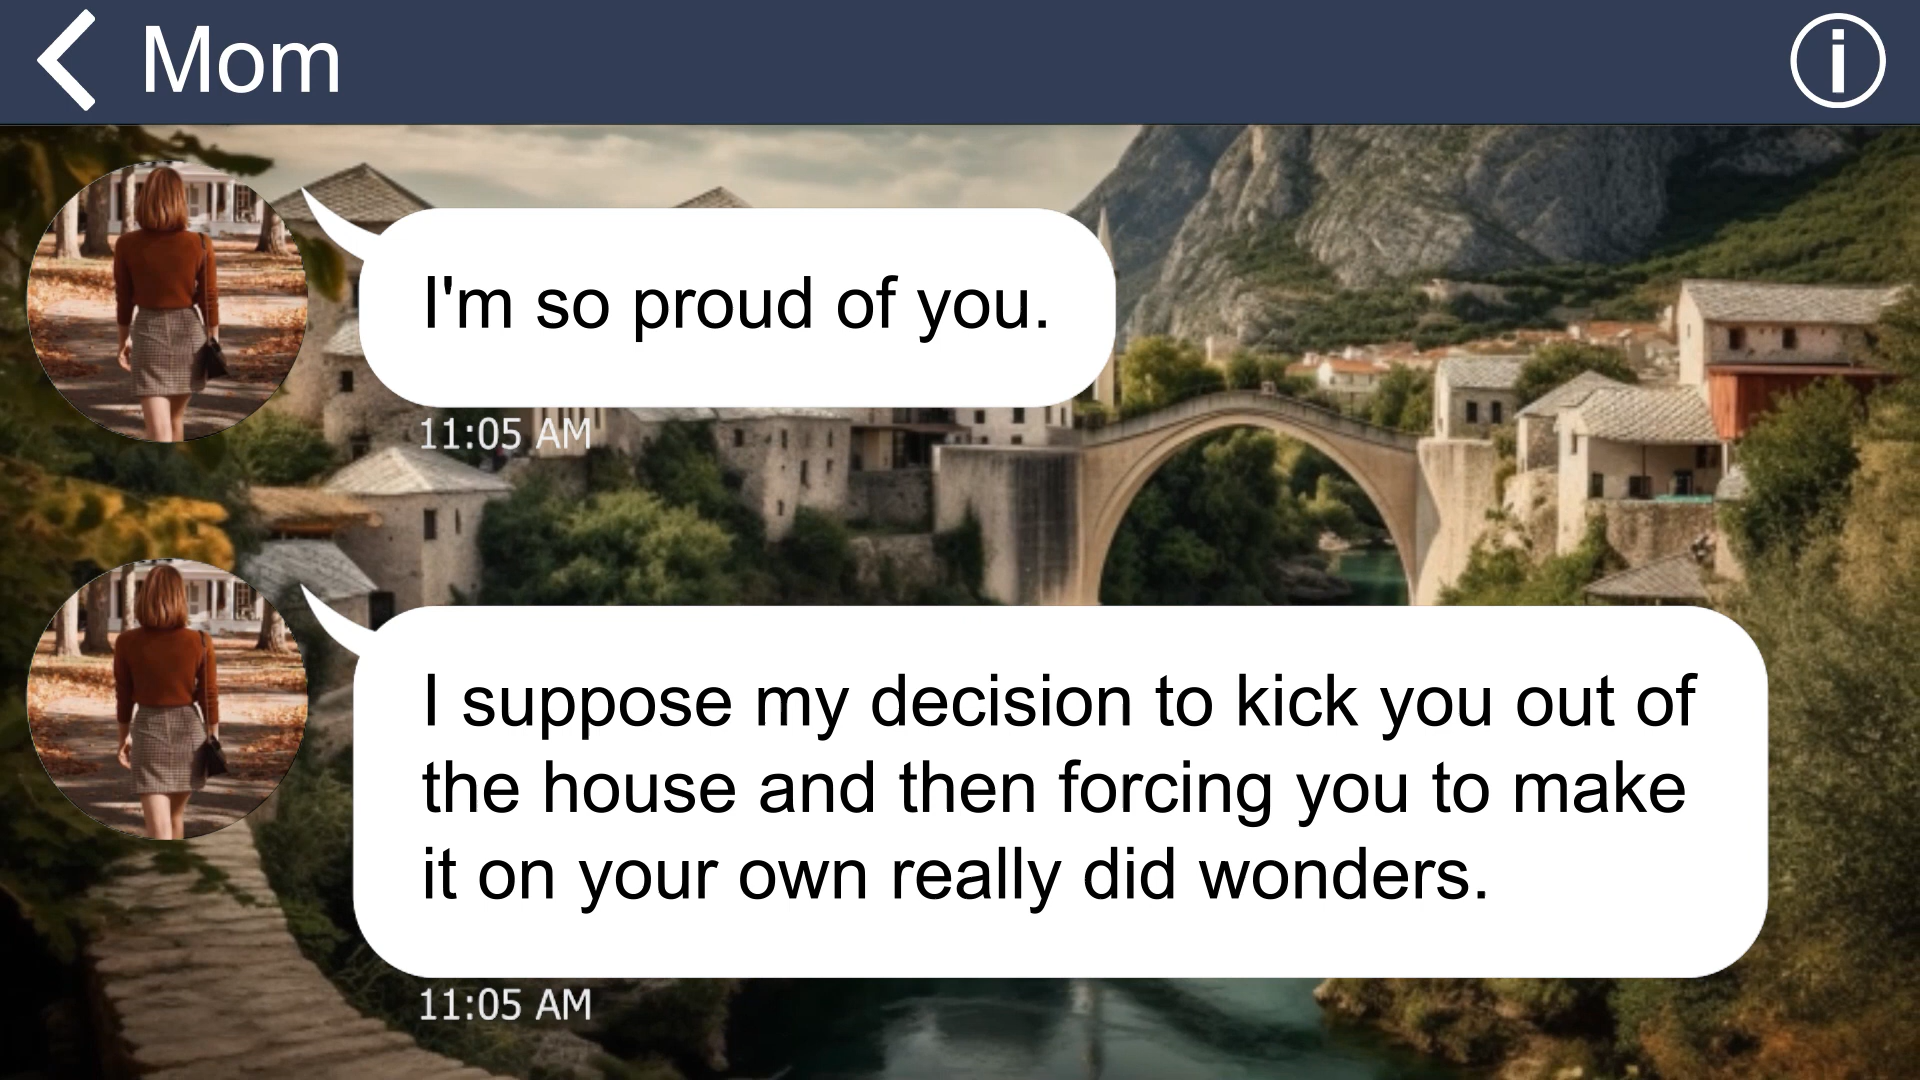 Mom
I'm so proud of you.
11:05 AM
I suppose my decision to kick you out of
the house and then forcing you to make
it on your own really did wonders.
11:05 AM